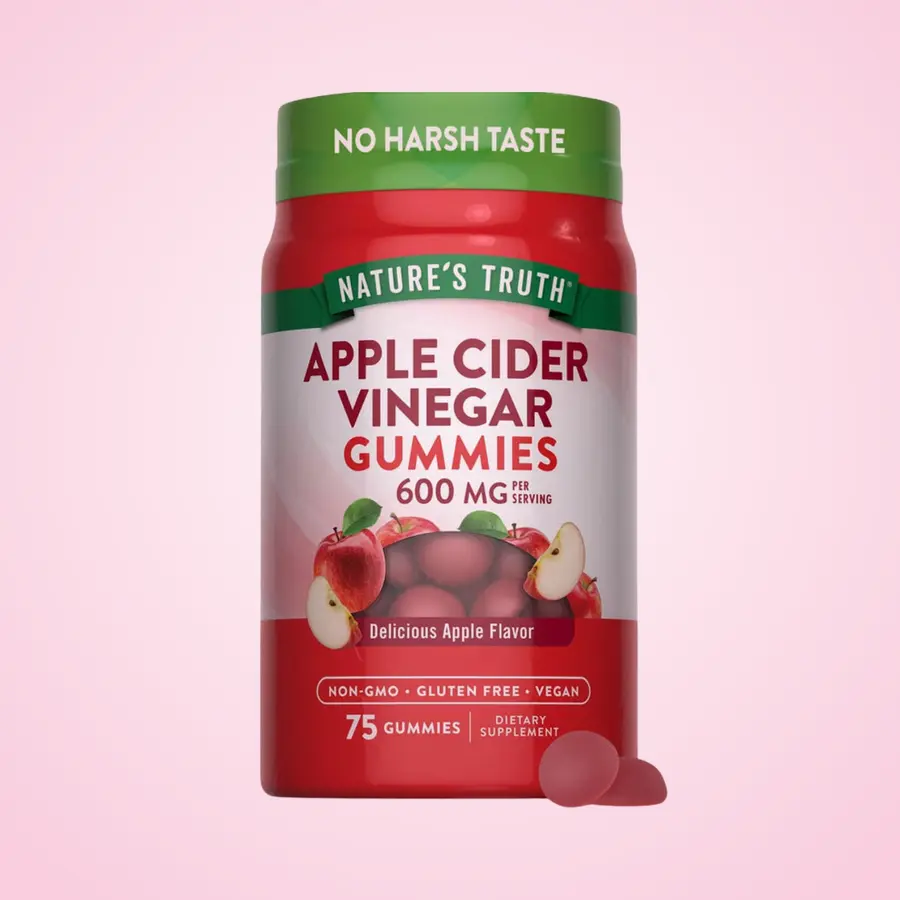 NO HARSH TASTE
NATURE'S TRUTH®
APPLE CIDER
VINEGAR
GUMMIES
600 MG PER SERVING
Delicious Apple Flavor
NON-GMO • GLUTEN FREE • VEGAN
75 GUMMIES DIETARY SUPPLEMENT